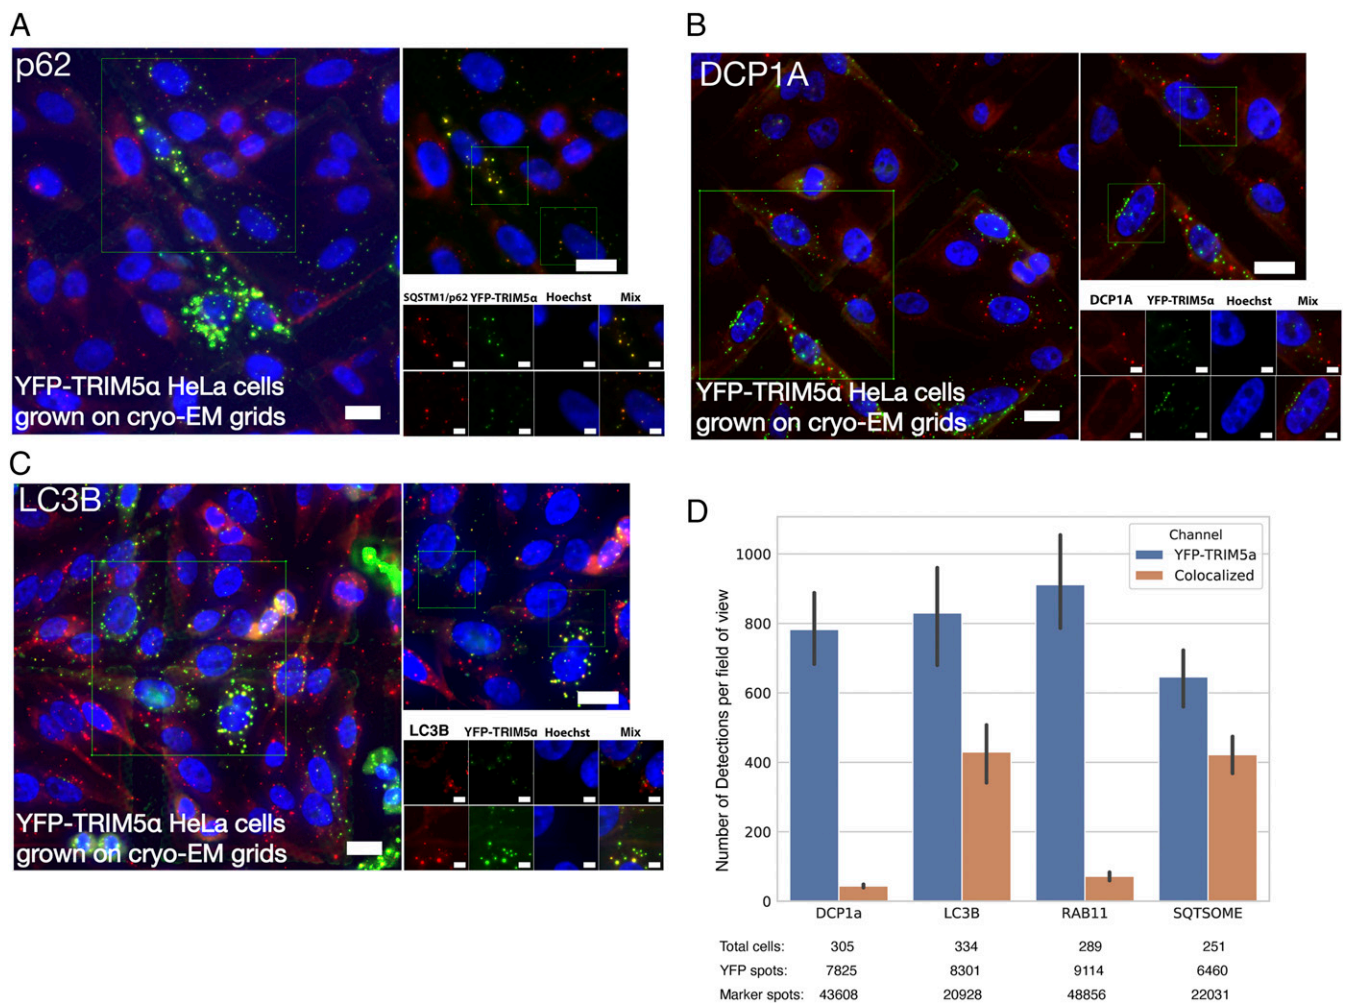 A
p62
YFP-TRIM5α HeLa cells
grown on cryo-EM grids
SQSTM1/p62 YFP-TRIM5α Hoechst Mix
B
DCP1A
YFP-TRIM5α HeLa cells
grown on cryo-EM grids
DCP1A YFP-TRIM5α Hoechst Mix
C
LC3B
YFP-TRIM5α HeLa cells
grown on cryo-EM grids
LC3B YFP-TRIM5α Hoechst Mix
D
Channel
YFP-TRIM5a
Colocalized
Number of Detections per field of view
1000
800
600
400
200
0
DCP1a LC3B RAB11 SQTSOME
Total cells: 305 334 289 251
YFP spots: 7825 8301 9114 6460
Marker spots: 43608 20928 48856 22031